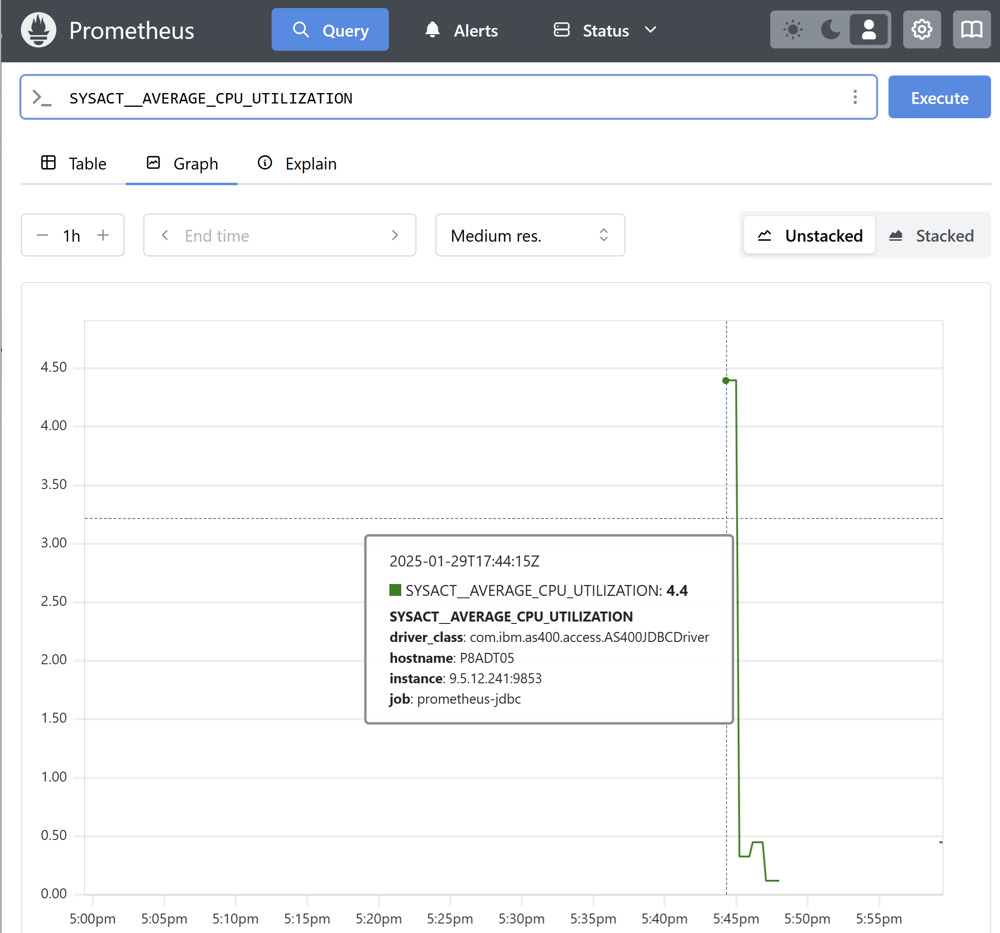 Prometheus Query Alerts Status
SYSACT__AVERAGE_CPU_UTILIZATION Execute
Table Graph Explain
1h End time Medium res. Unstacked Stacked
4.50
4.00
3.50
3.00
2.50
2.00
1.50
1.00
0.50
0.00
2025-01-29T17:44:15Z
SYSACT__AVERAGE_CPU_UTILIZATION: 4.4
SYSACT__AVERAGE_CPU_UTILIZATION
driver_class: com.ibm.as400.access.AS400JDBCDriver
hostname: P8ADT05
instance: 9.5.12.241:9853
job: prometheus-jdbc
5:00pm 5:05pm 5:10pm 5:15pm 5:20pm 5:25pm 5:30pm 5:35pm 5:40pm 5:45pm 5:50pm 5:55pm